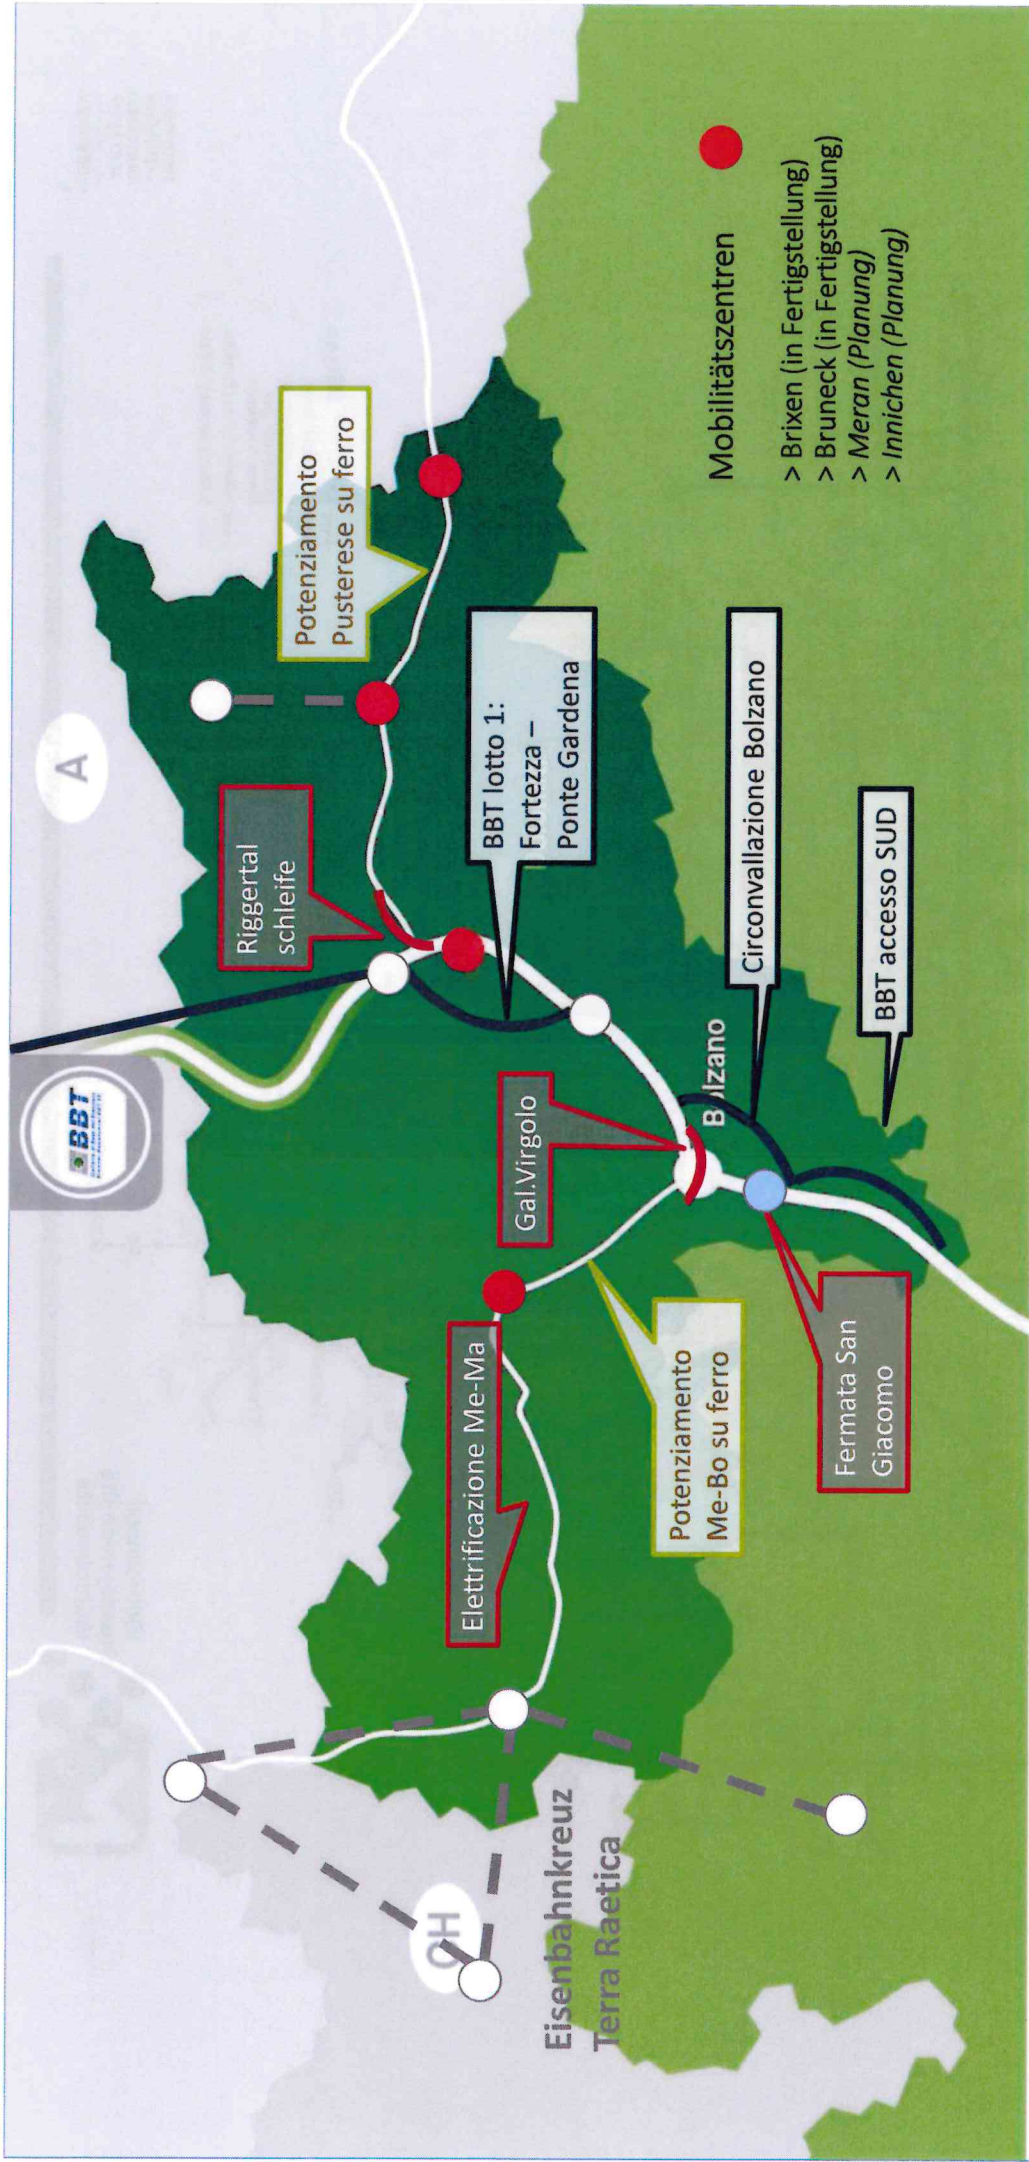 A
BBT
Riggertal
schleife
Potenziamento
Pusterese su ferro
BBT lotto 1:
Fortezza –
Ponte Gardena
Gal.Virgolo
Bolzano
Circonvallazione Bolzano
BBT accesso SUD
Elettrificazione Me-Ma
Potenziamento
Me-Bo su ferro
Fermata San
Giacomo
CH
Eisenbahnkreuz
Terra Raetica
Mobilitätszentren
> Brixen (in Fertigstellung)
> Bruneck (in Fertigstellung)
> Meran (Planung)
> Innichen (Planung)